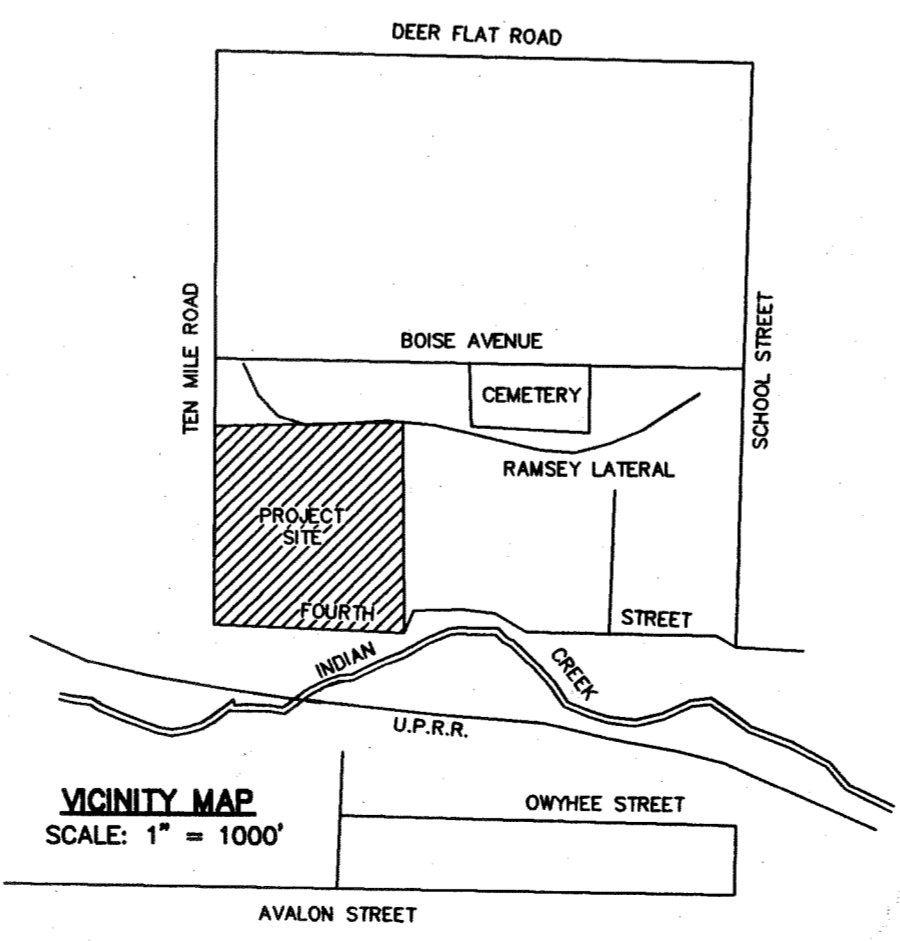 DEER FLAT ROAD
TEN MILE ROAD
BOISE AVENUE
SCHOOL STREET
CEMETERY
RAMSEY LATERAL
PROJECT
SITE
FOURTH
STREET
INDIAN
CREEK
U.P.R.R.
VICINITY MAP
SCALE: 1" = 1000'
OWYHEE STREET
AVALON STREET